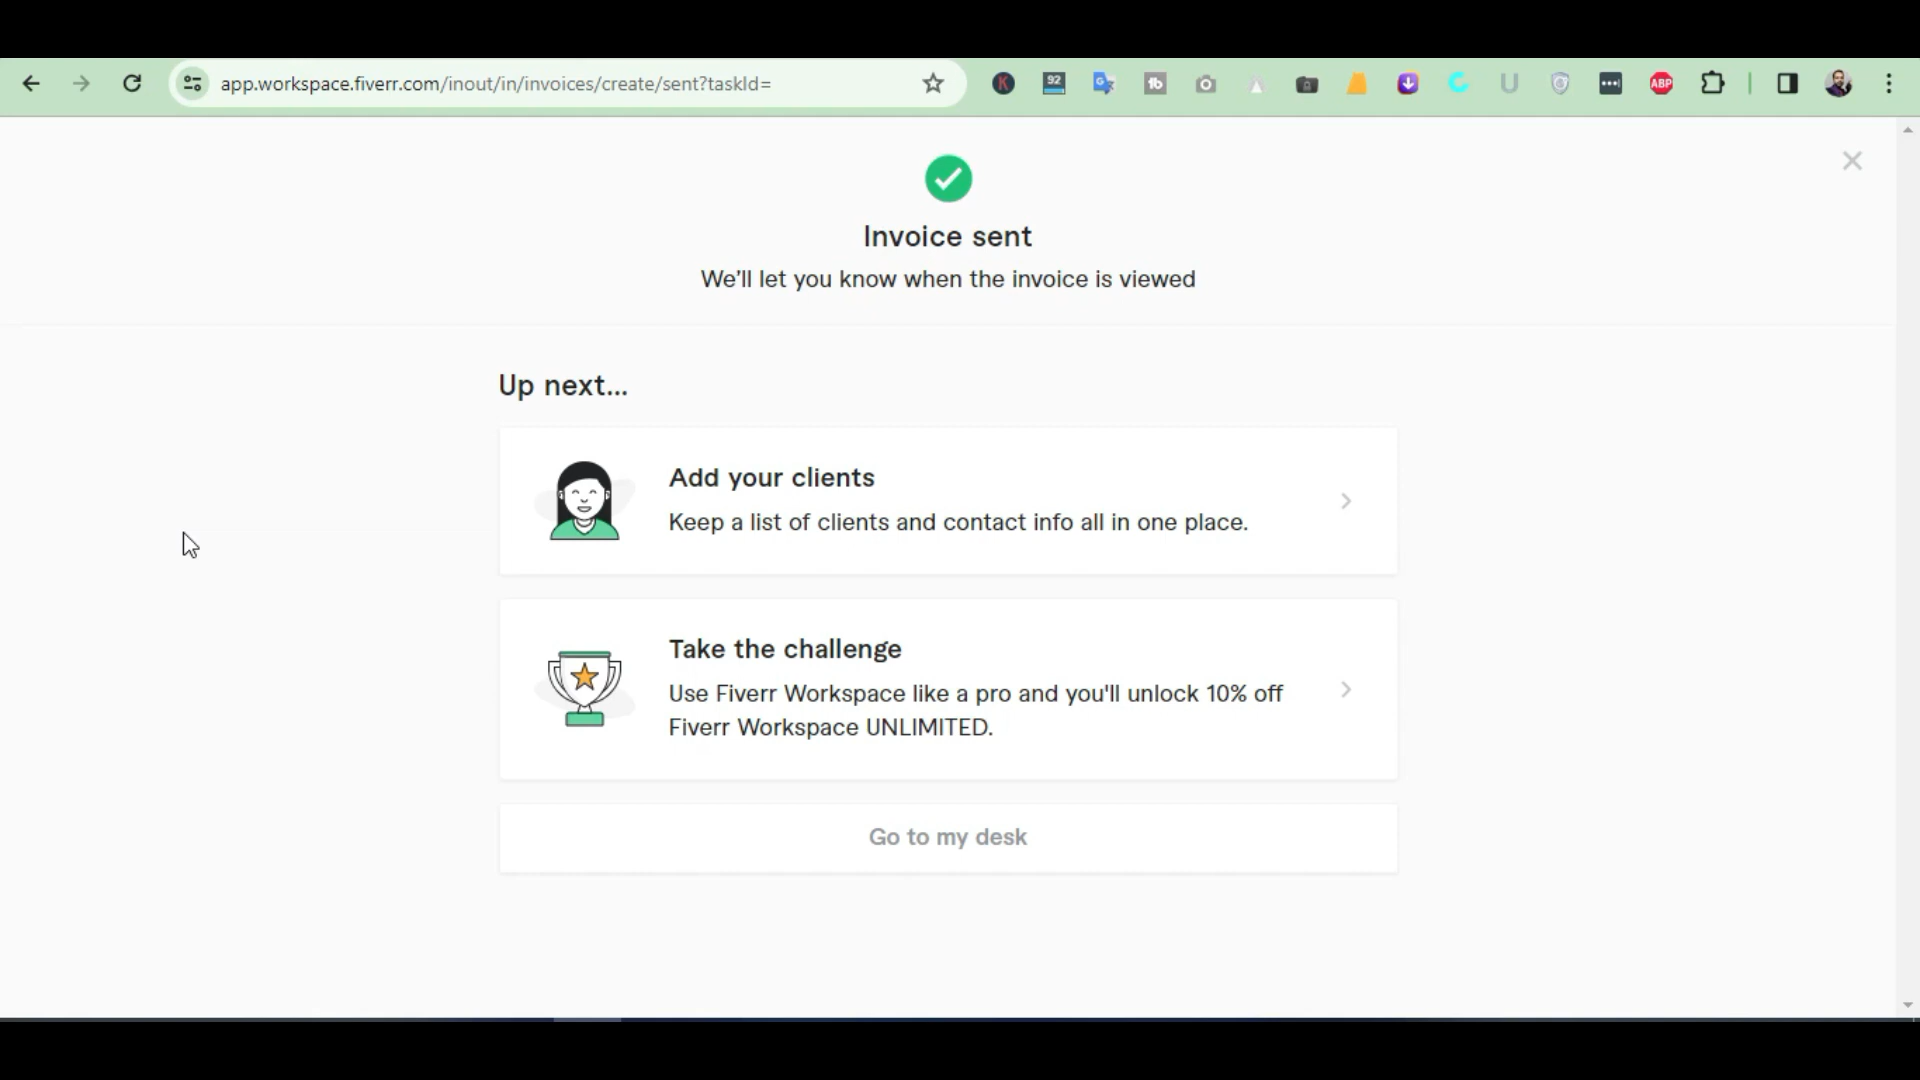 app.workspace.fiverr.com/inout/in/invoices/create/sent?taskId=
K
92
G
tb
U
ABP
Invoice sent
We'll let you know when the invoice is viewed
Up next...
Add your clients
Keep a list of clients and contact info all in one place.
Take the challenge
Use Fiverr Workspace like a pro and you'll unlock 10% off
Fiverr Workspace UNLIMITED.
Go to my desk